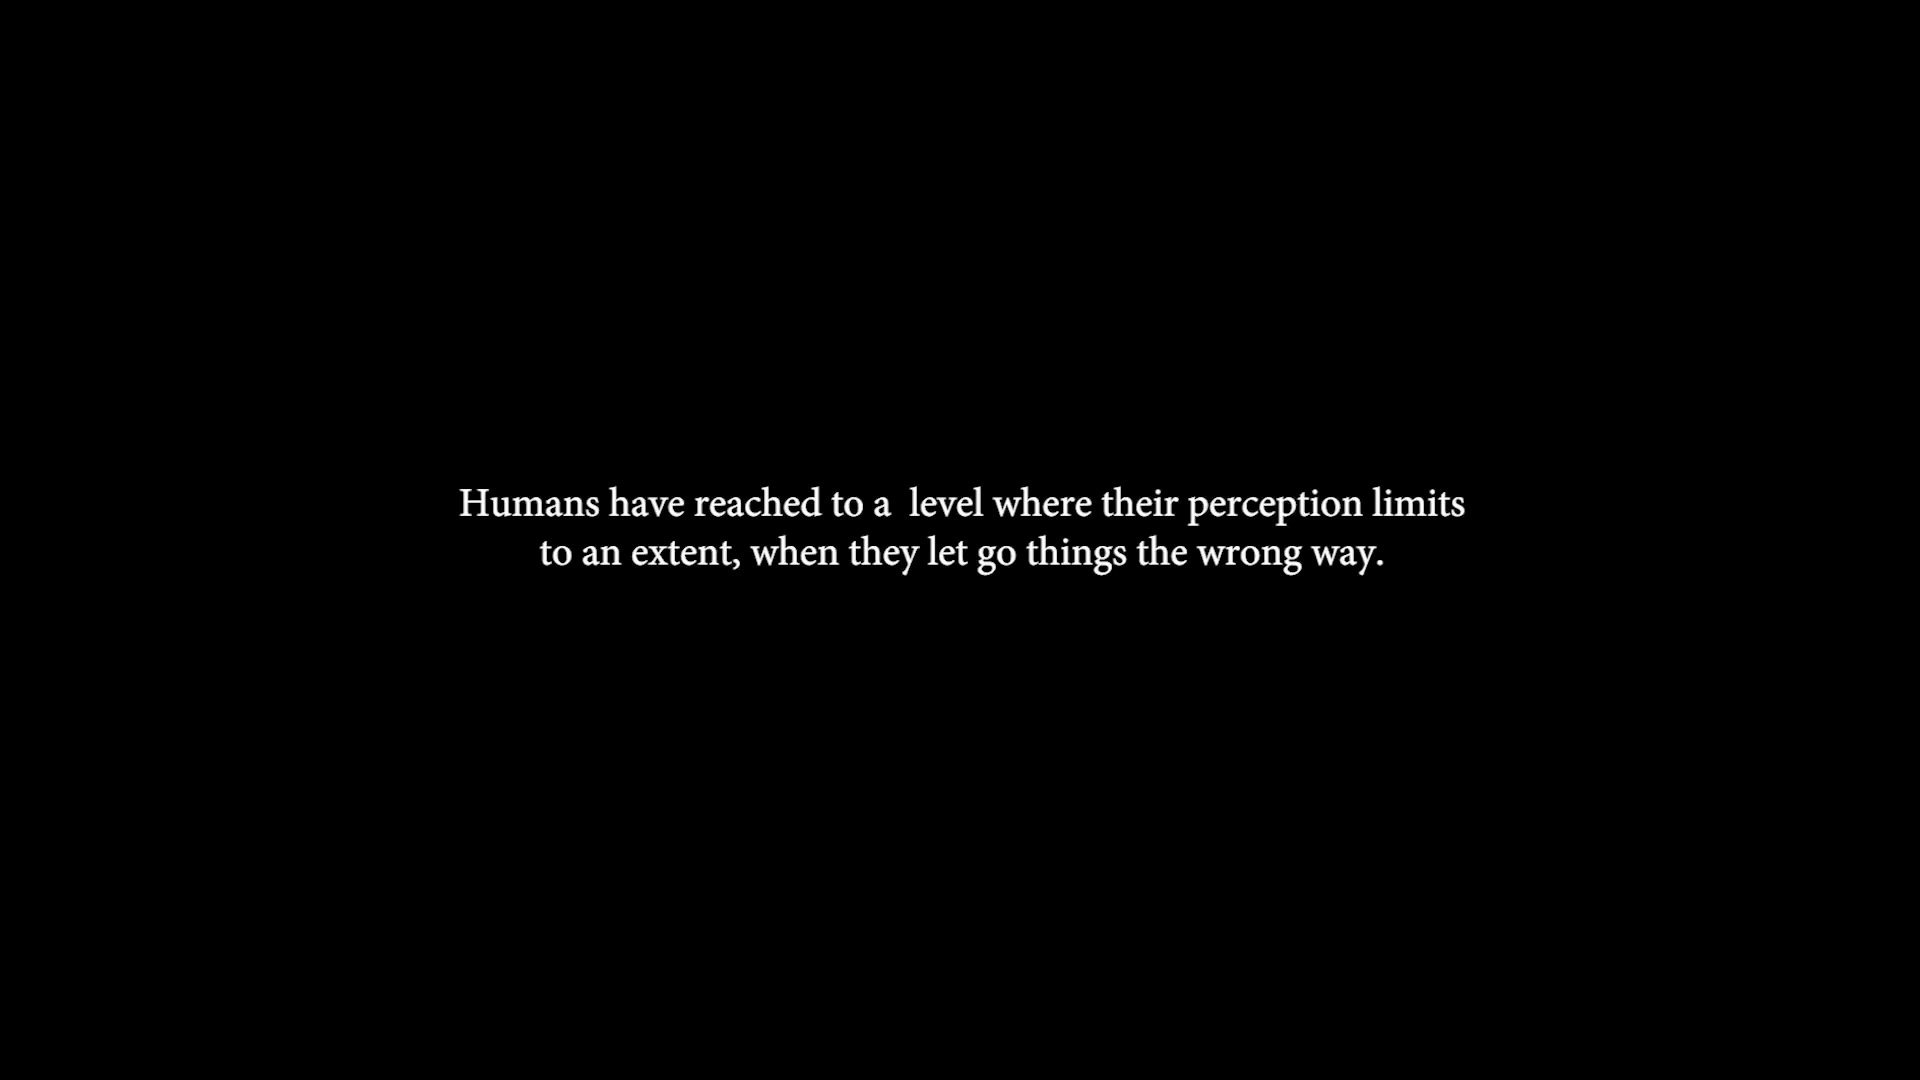 Humans have reached to a  level where their perception limits
to an extent, when they let go things the wrong way.